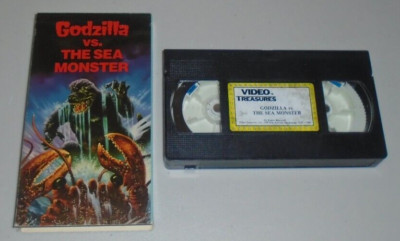 Godzilla
vs.
THE SEA
MONSTER
VIDEO
TREASURES
GODZILLA vs
THE SEA MONSTER